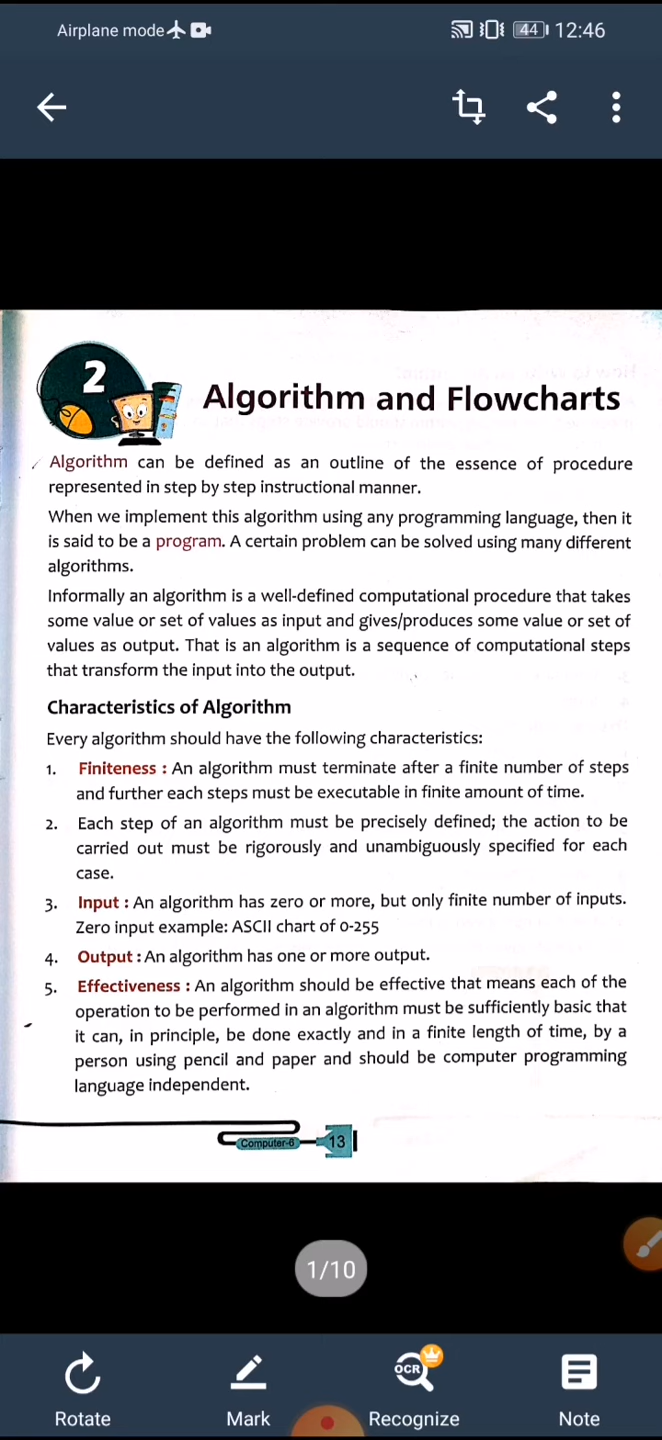 Airplane mode
44 12:46
2
Algorithm and Flowcharts
Algorithm can be defined as an outline of the essence of procedure
represented in step by step instructional manner.
When we implement this algorithm using any programming language, then it
is said to be a program. A certain problem can be solved using many different
algorithms.
Informally an algorithm is a well-defined computational procedure that takes
some value or set of values as input and gives/produces some value or set of
values as output. That is an algorithm is a sequence of computational steps
that transform the input into the output.
Characteristics of Algorithm
Every algorithm should have the following characteristics:
1. Finiteness : An algorithm must terminate after a finite number of steps
and further each steps must be executable in finite amount of time.
2. Each step of an algorithm must be precisely defined; the action to be
carried out must be rigorously and unambiguously specified for each
case.
3. Input : An algorithm has zero or more, but only finite number of inputs.
Zero input example: ASCII chart of 0-255
4. Output : An algorithm has one or more output.
5. Effectiveness : An algorithm should be effective that means each of the
operation to be performed in an algorithm must be sufficiently basic that
it can, in principle, be done exactly and in a finite length of time, by a
person using pencil and paper and should be computer programming
language independent.
Computer-6 13
1/10
OCR
Rotate Mark Recognize Note